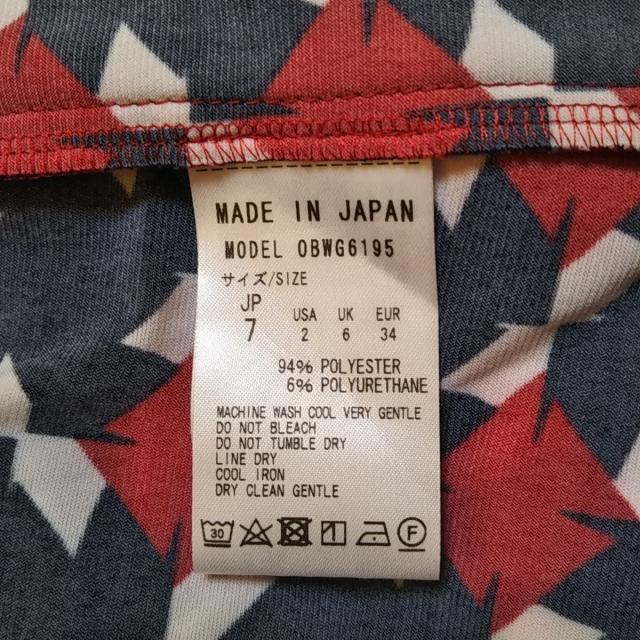 MADE IN JAPAN
MODEL OBWG6195
サイズ/SIZE
JP USA UK EUR
7 2 6 34
94% POLYESTER
6% POLYURETHANE
MACHINE WASH COOL VERY GENTLE
DO NOT BLEACH
DO NOT TUMBLE DRY
LINE DRY
COOL IRON
DRY CLEAN GENTLE
30 F